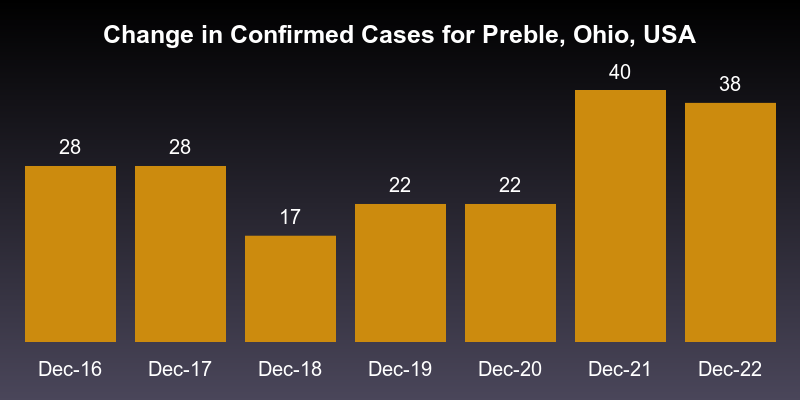 Change in Confirmed Cases for Preble, Ohio, USA
28
28
17
22
22
40
38
Dec-16
Dec-17
Dec-18
Dec-19
Dec-20
Dec-21
Dec-22